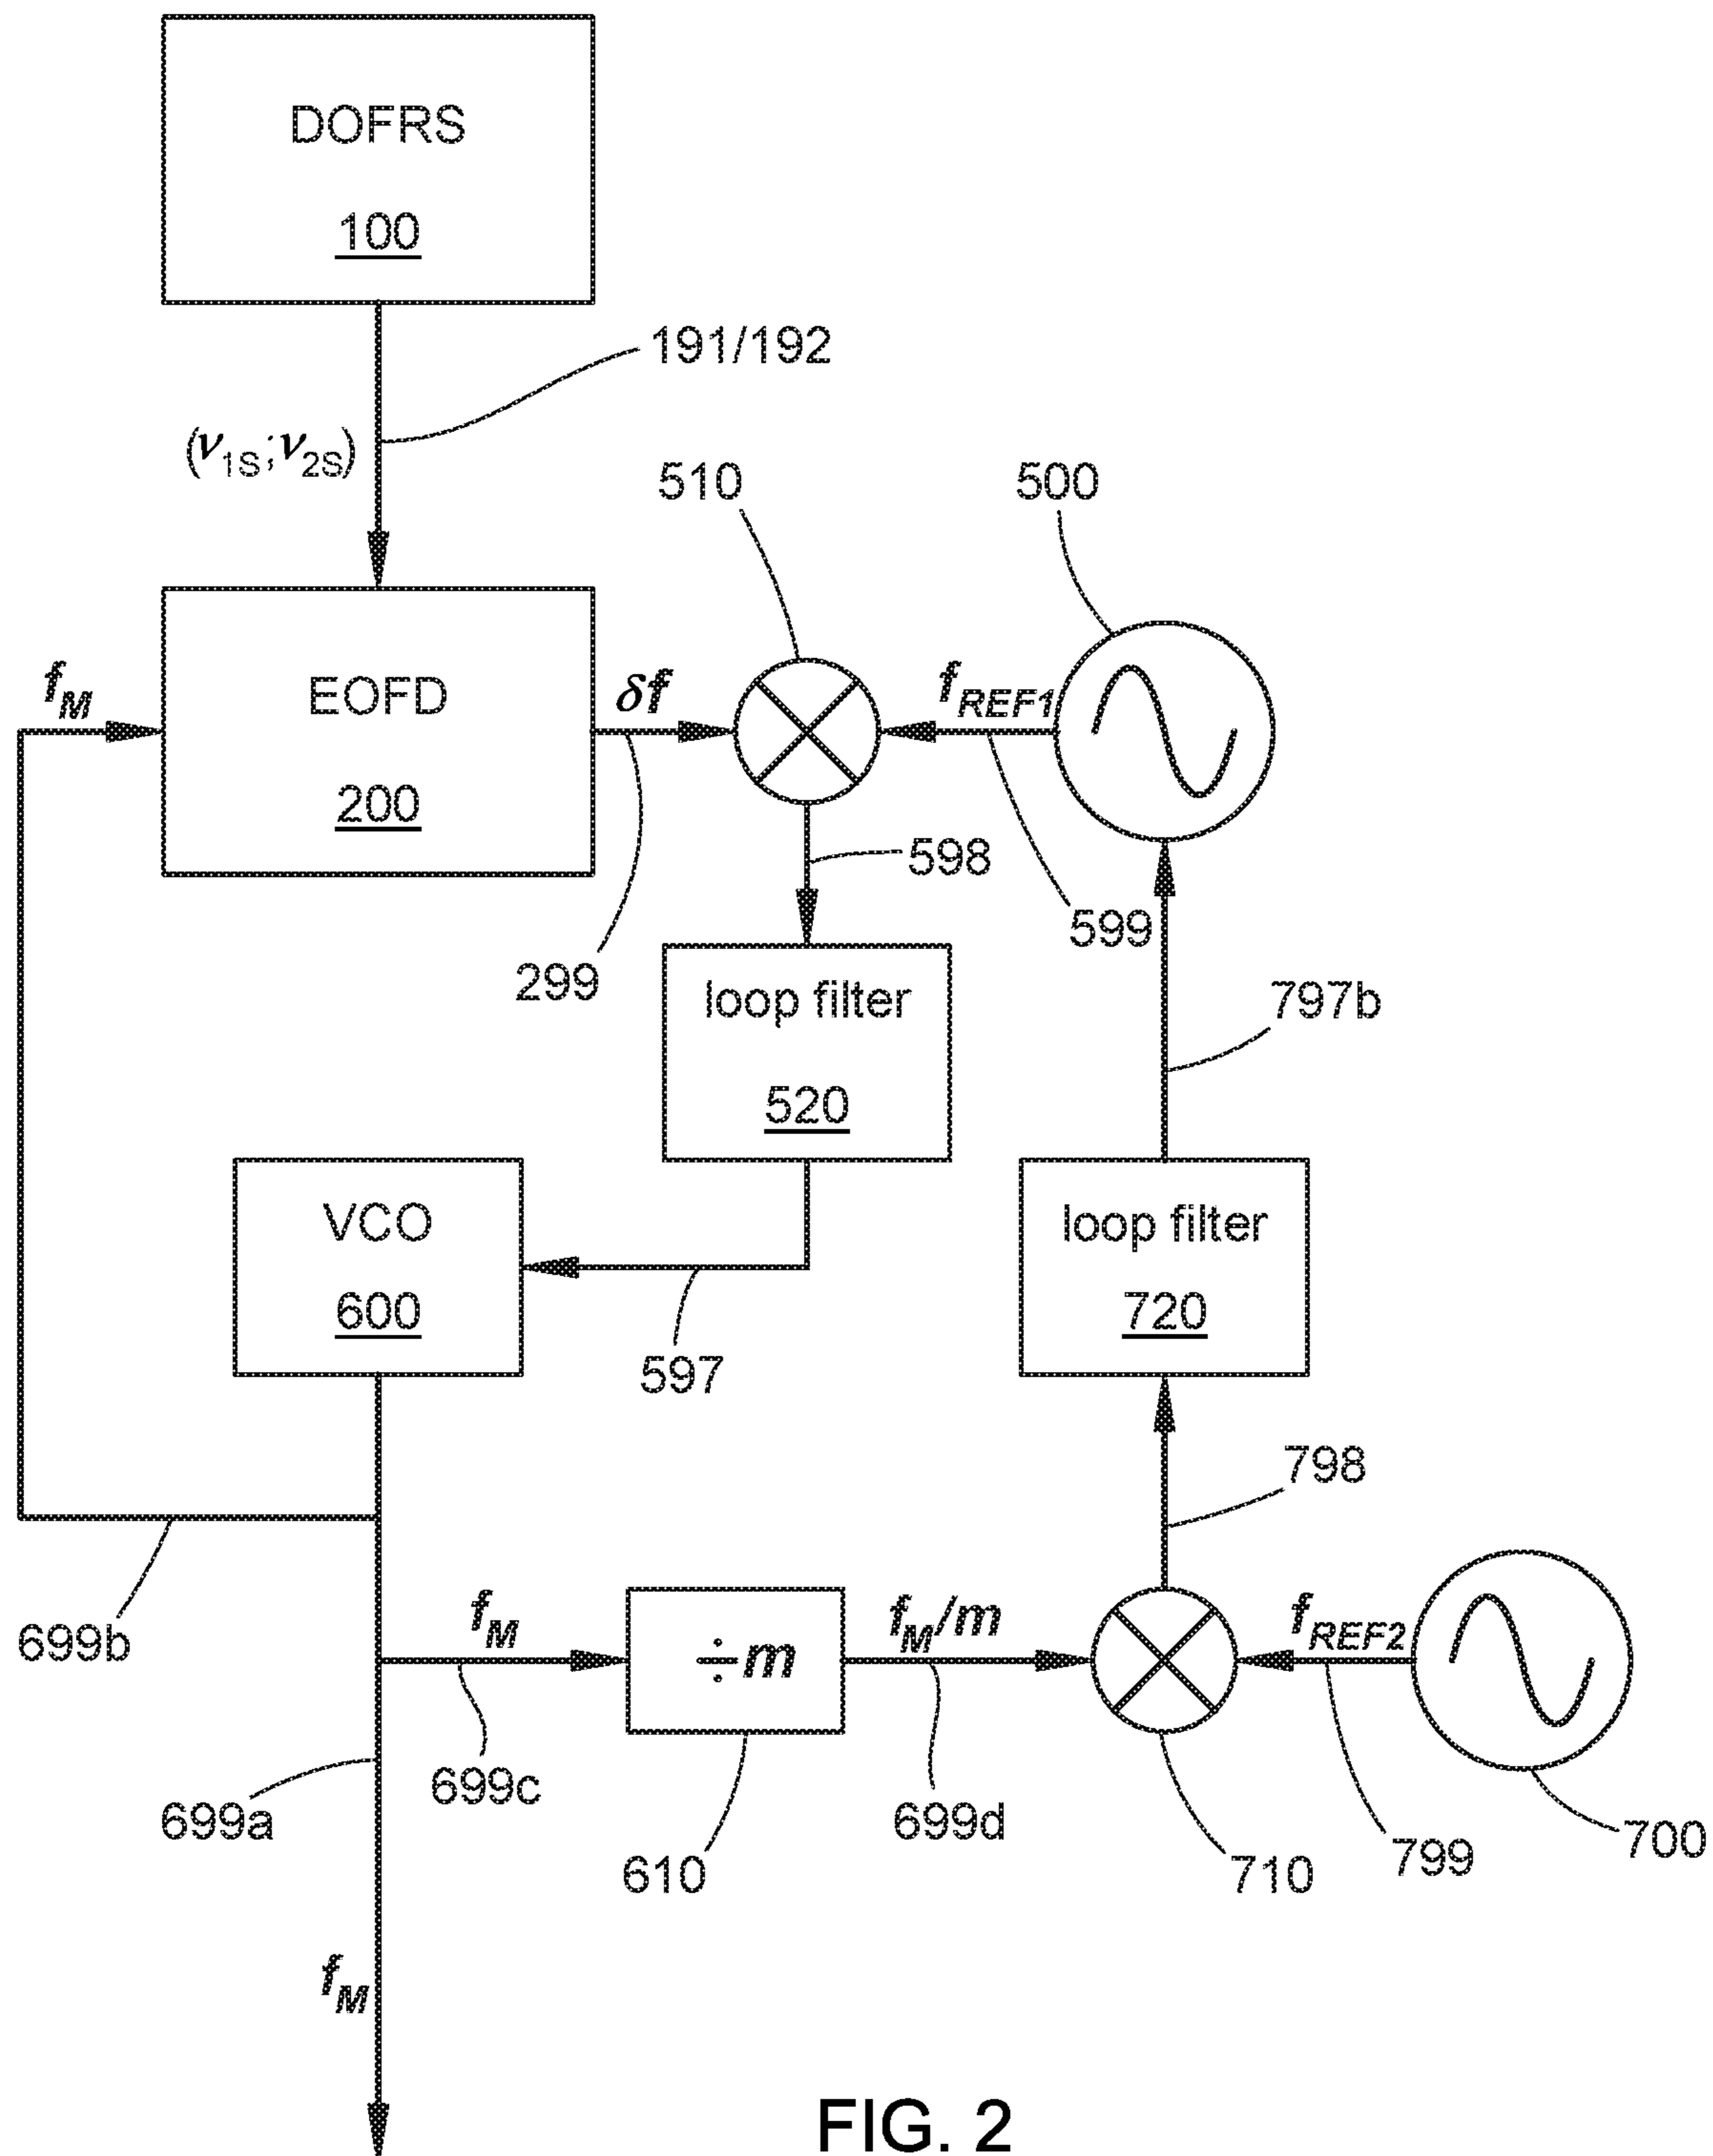 DOFRS
100
191/192
(ν1S;ν2S)
510
500
fM
EOFD
200
δf
fREF1
598
599
299
loop filter
520
797b
VCO
600
loop filter
720
597
798
699b
fM
÷m
fM/m
fREF2
699c
699a
699d
610
710
799
700
fM
FIG. 2